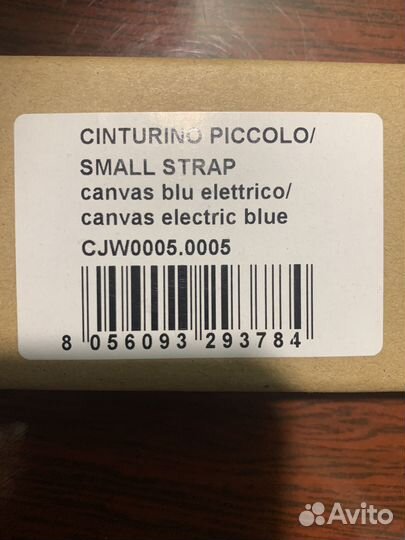 CINTURINO PICCOLO/
SMALL STRAP
canvas blu elettrico/
canvas electric blue
CJW0005.0005
8 056093 293784
Avito